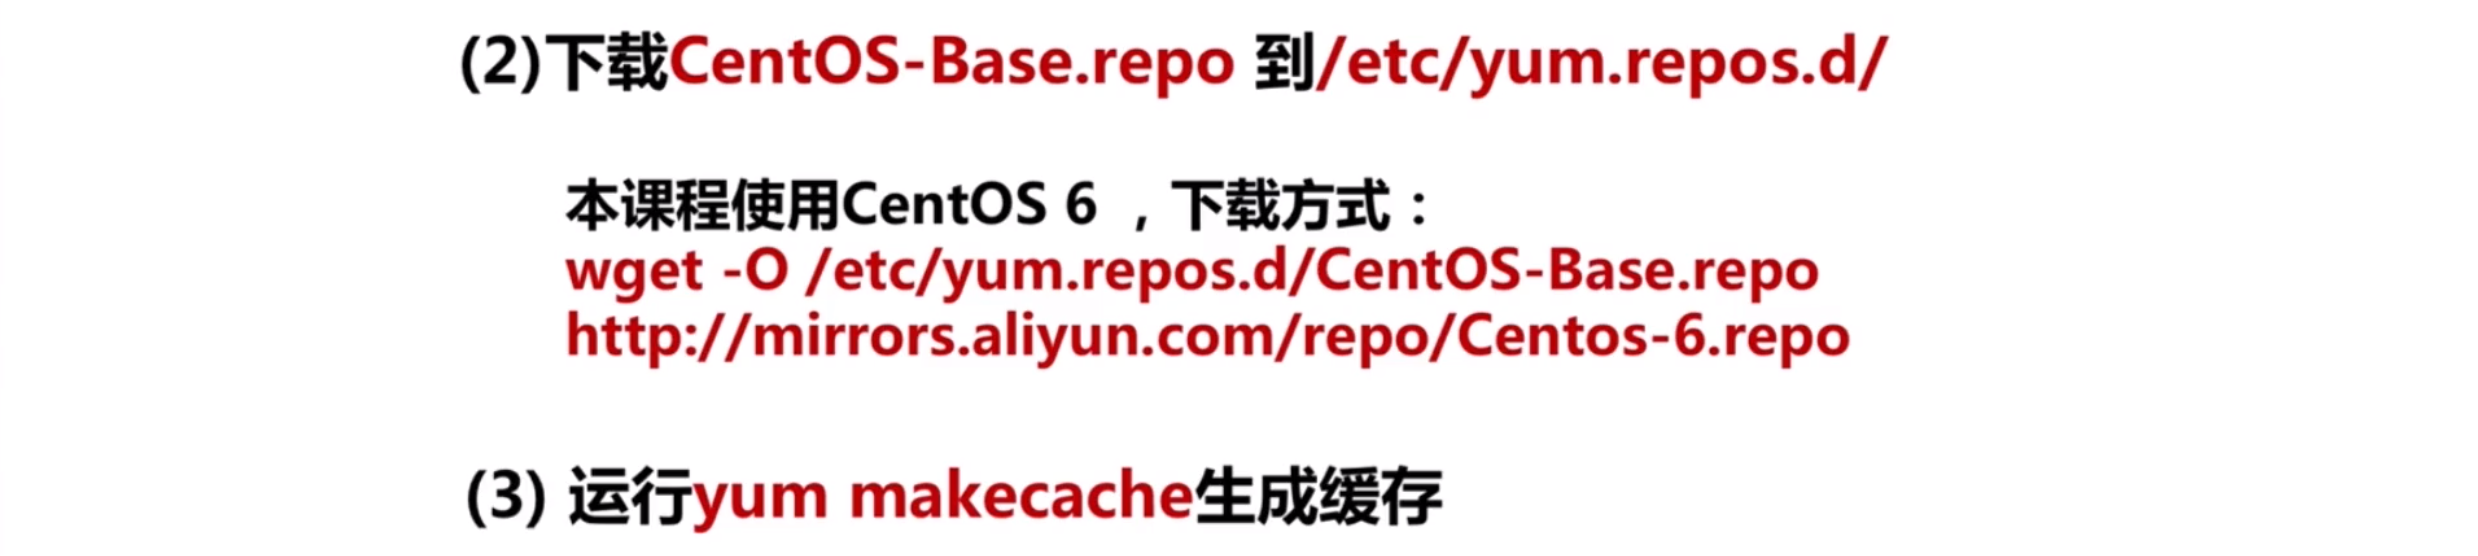 (2)下载CentOS-Base.repo 到/etc/yum.repos.d/
本课程使用CentOS 6 ，下载方式：
wget -O /etc/yum.repos.d/CentOS-Base.repo
http://mirrors.aliyun.com/repo/Centos-6.repo
(3) 运行yum makecache生成缓存